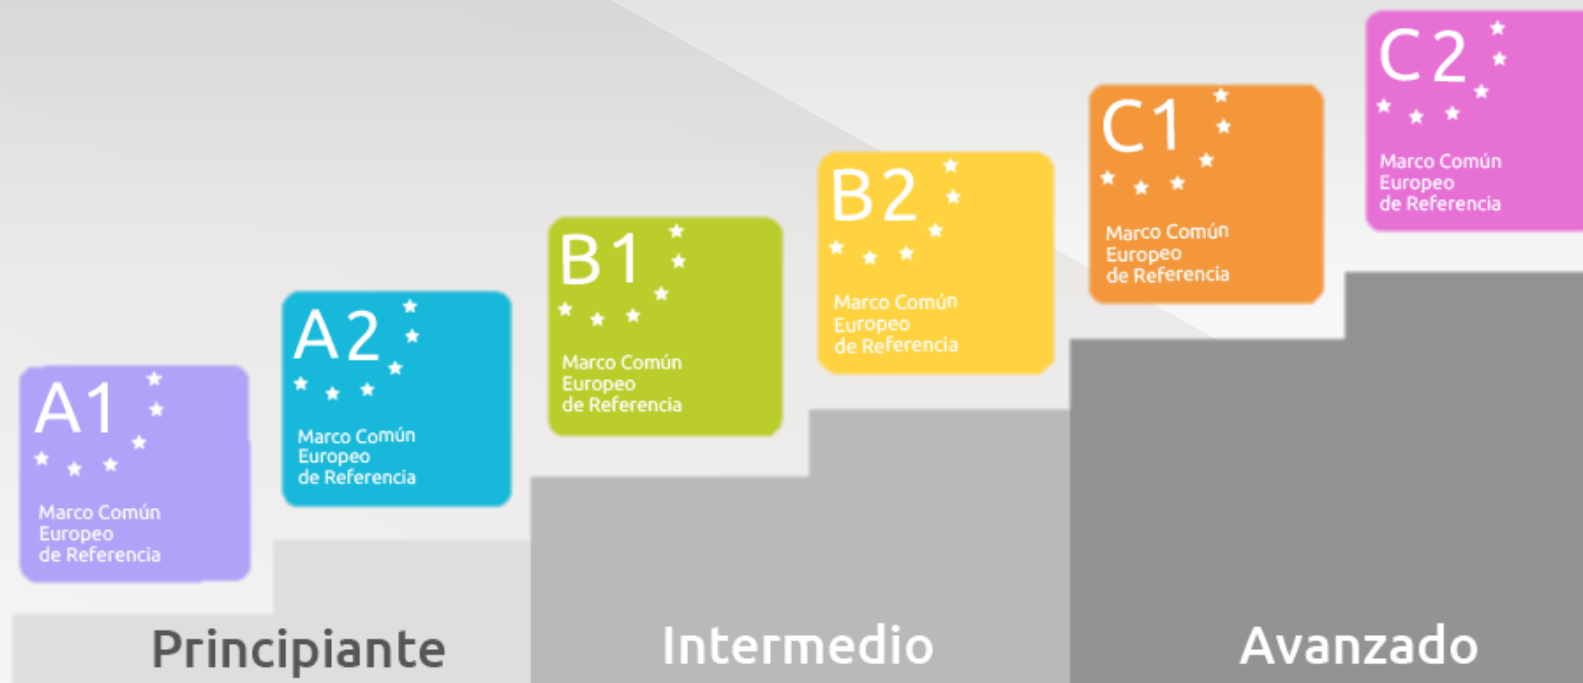 A1
Marco Común
Europeo
de Referencia
A2
Marco Común
Europeo
de Referencia
B1
Marco Común
Europeo
de Referencia
B2
Marco Común
Europeo
de Referencia
C1
Marco Común
Europeo
de Referencia
C2
Marco Común
Europeo
de Referencia
Principiante
Intermedio
Avanzado